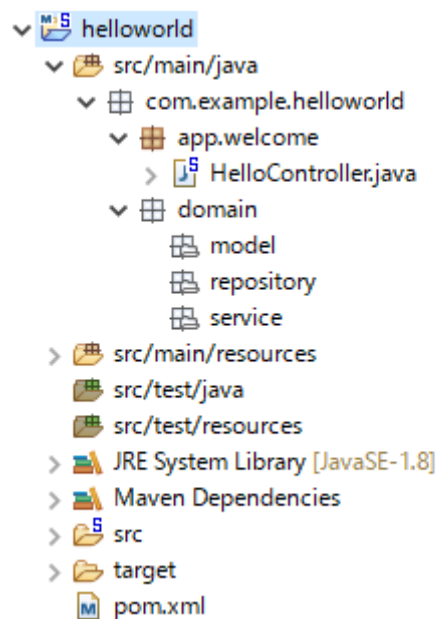 helloworld
src/main/java
com.example.helloworld
app.welcome
HelloController.java
domain
model
repository
service
src/main/resources
src/test/java
src/test/resources
JRE System Library [JavaSE-1.8]
Maven Dependencies
src
target
pom.xml